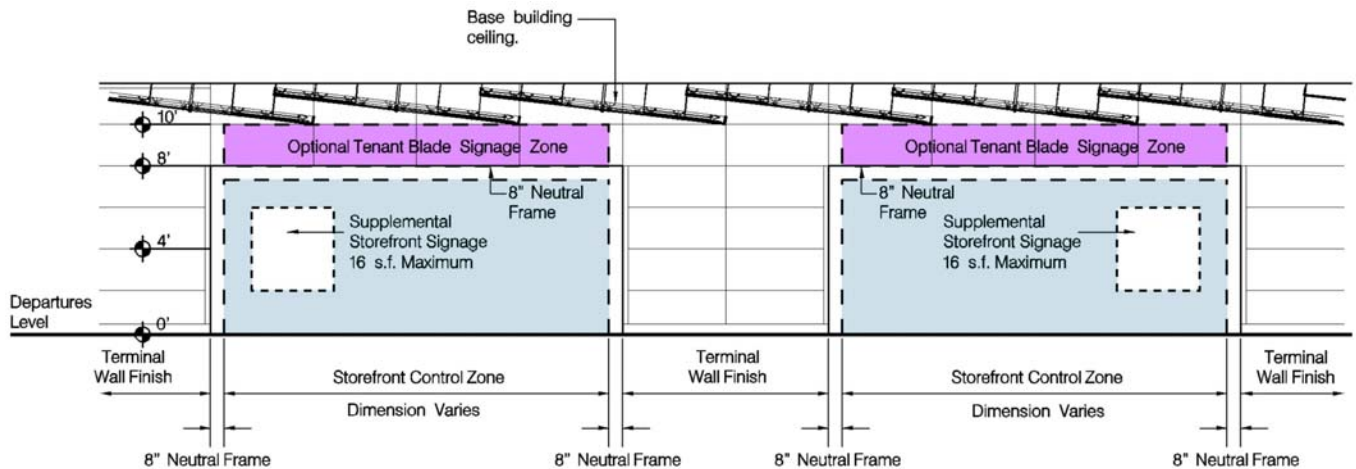 Base building
ceiling.
10'
Optional Tenant Blade Signage Zone
Optional Tenant Blade Signage Zone
8'
8" Neutral
Frame
8" Neutral
Frame
Supplemental
Storefront Signage
16 s.f. Maximum
Supplemental
Storefront Signage
16 s.f. Maximum
4'
Departures
Level
0'
Terminal
Wall Finish
Storefront Control Zone
Dimension Varies
Terminal
Wall Finish
Storefront Control Zone
Dimension Varies
Terminal
Wall Finish
8" Neutral Frame
8" Neutral Frame
8" Neutral Frame
8" Neutral Frame